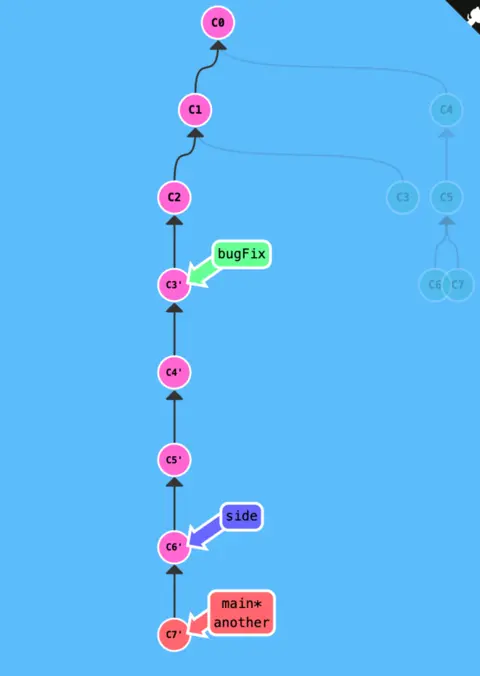 C0
C1
C4
C2
C3
C5
bugFix
C3'
C6
C7
C4'
C5'
side
C6'
main*
another
C7'